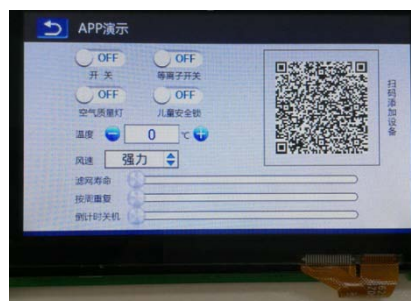 APP演示
OFF OFF
开 关 等离子开关
OFF OFF
空气质量灯 儿童安全锁
温度 0 ℃
风速 强力
滤网寿命
按周重复
倒计时关机
扫码添加设备